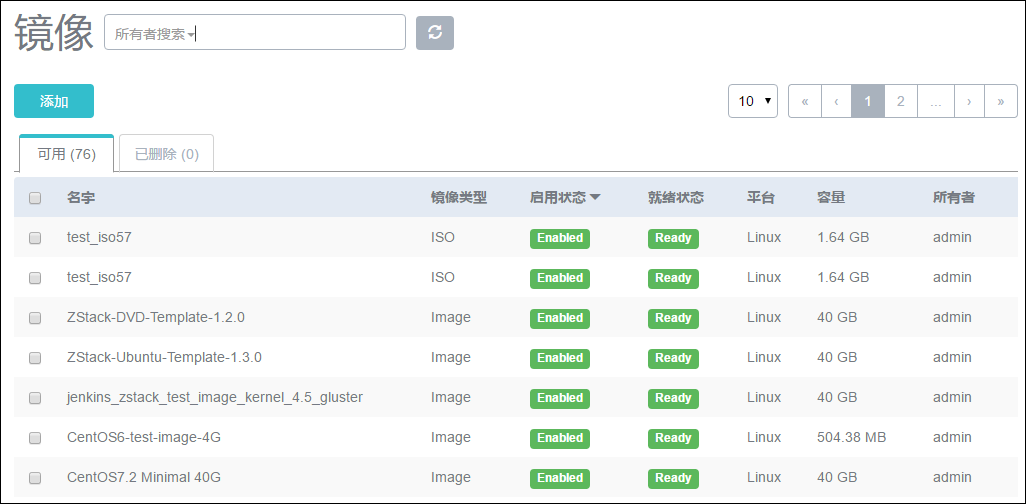 镜像 所有者搜索
添加 10 « ‹ 1 2 ... › »
可用 (76) 已删除 (0)
名字 镜像类型 启用状态 就绪状态 平台 容量 所有者
test_iso57 ISO Enabled Ready Linux 1.64 GB admin
test_iso57 ISO Enabled Ready Linux 1.64 GB admin
ZStack-DVD-Template-1.2.0 Image Enabled Ready Linux 40 GB admin
ZStack-Ubuntu-Template-1.3.0 Image Enabled Ready Linux 40 GB admin
jenkins_zstack_test_image_kernel_4.5_gluster Image Enabled Ready Linux 40 GB admin
CentOS6-test-image-4G Image Enabled Ready Linux 504.38 MB admin
CentOS7.2 Minimal 40G Image Enabled Ready Linux 40 GB admin